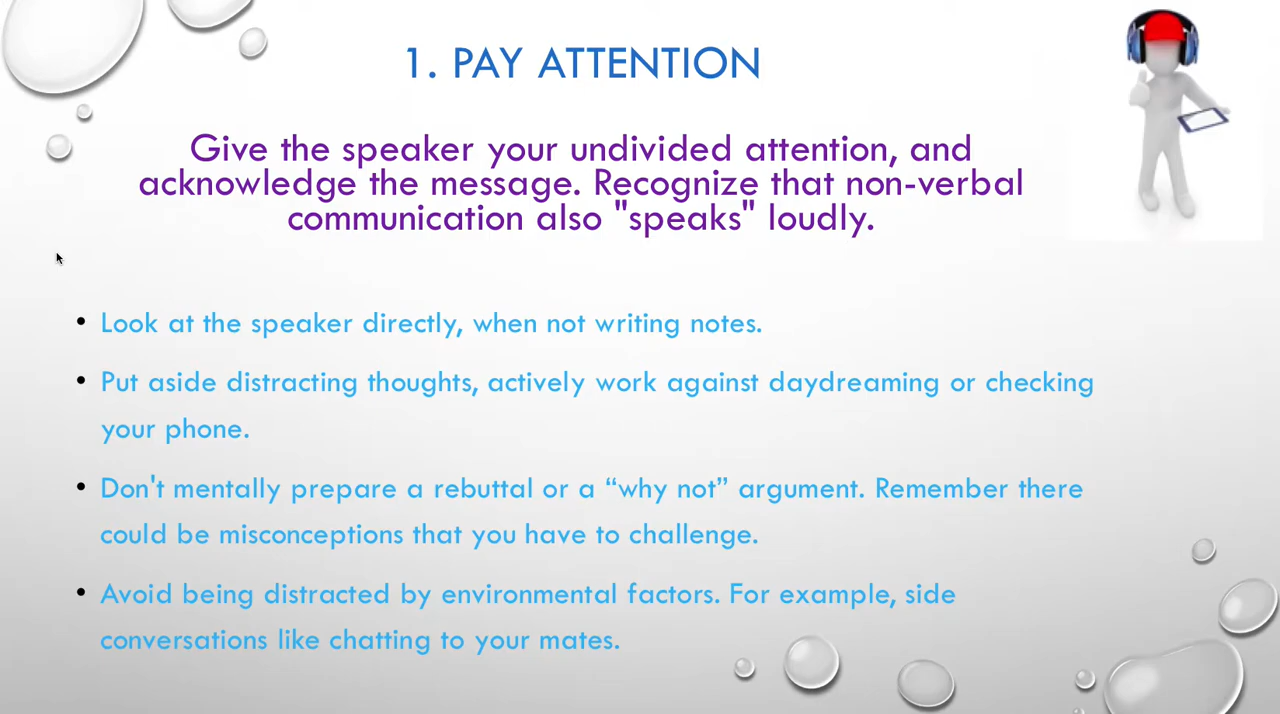 1. PAY ATTENTION
Give the speaker your undivided attention, and
acknowledge the message. Recognize that non-verbal
communication also "speaks" loudly.
• Look at the speaker directly, when not writing notes.
• Put aside distracting thoughts, actively work against daydreaming or checking
your phone.
• Don't mentally prepare a rebuttal or a “why not” argument. Remember there
could be misconceptions that you have to challenge.
• Avoid being distracted by environmental factors. For example, side
conversations like chatting to your mates.